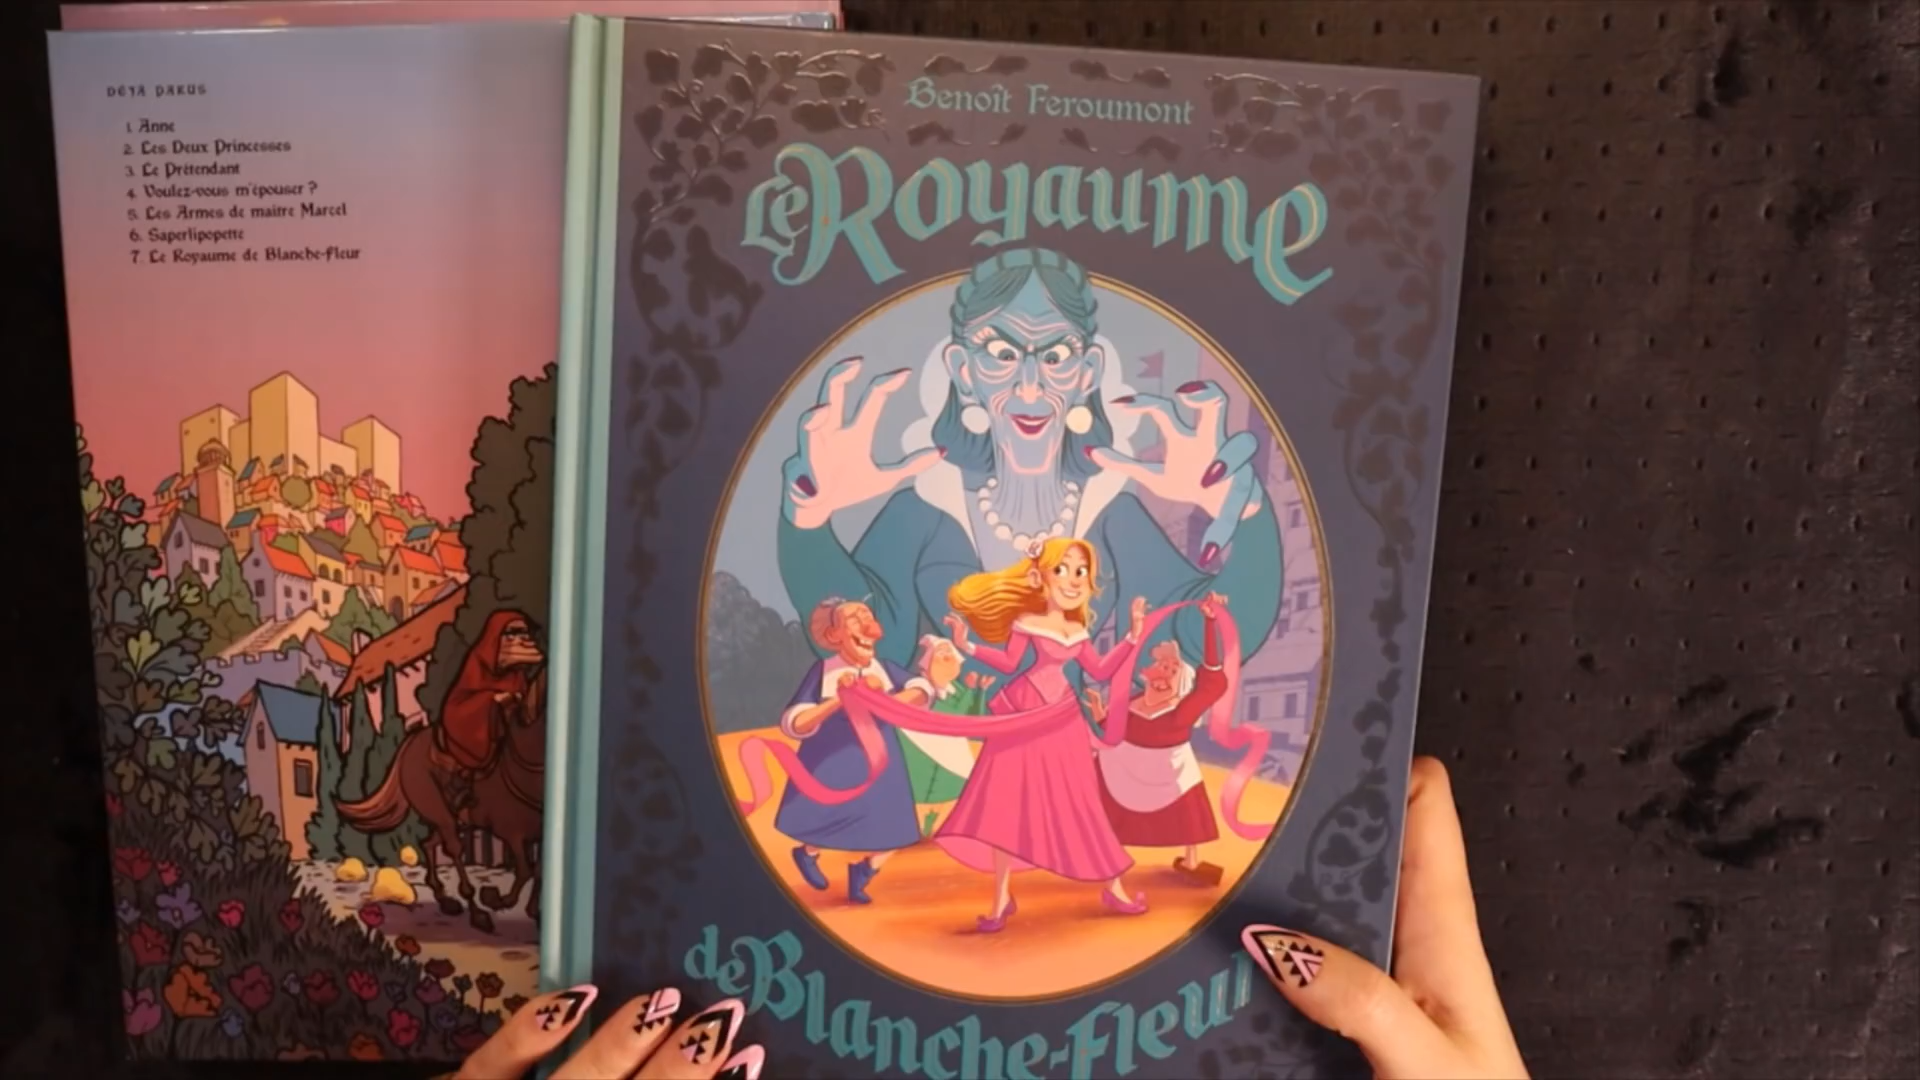 DÉJÀ PARUS
1. Anne
2. Les Deux Princesses
3. Le Prétendant
4. Voulez-vous m'épouser ?
5. Les Armes de maître Marcel
6. Saperlipopette
7. Le Royaume de Blanche-fleur
Benoît Feroumont
Le Royaume
de Blanche-fleur